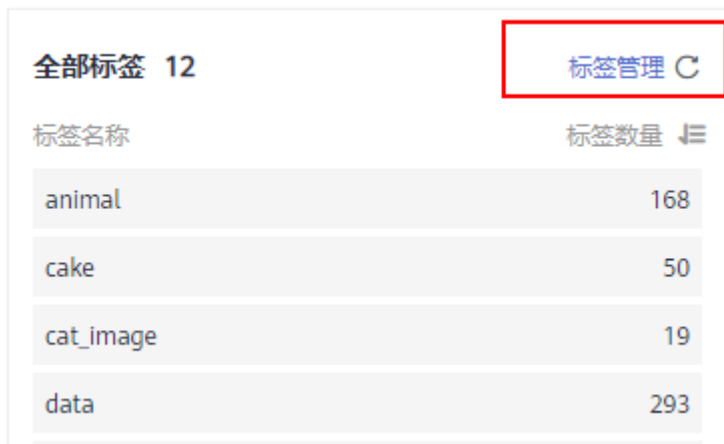 全部标签 12 标签管理
标签名称 标签数量
animal 168
cake 50
cat_image 19
data 293